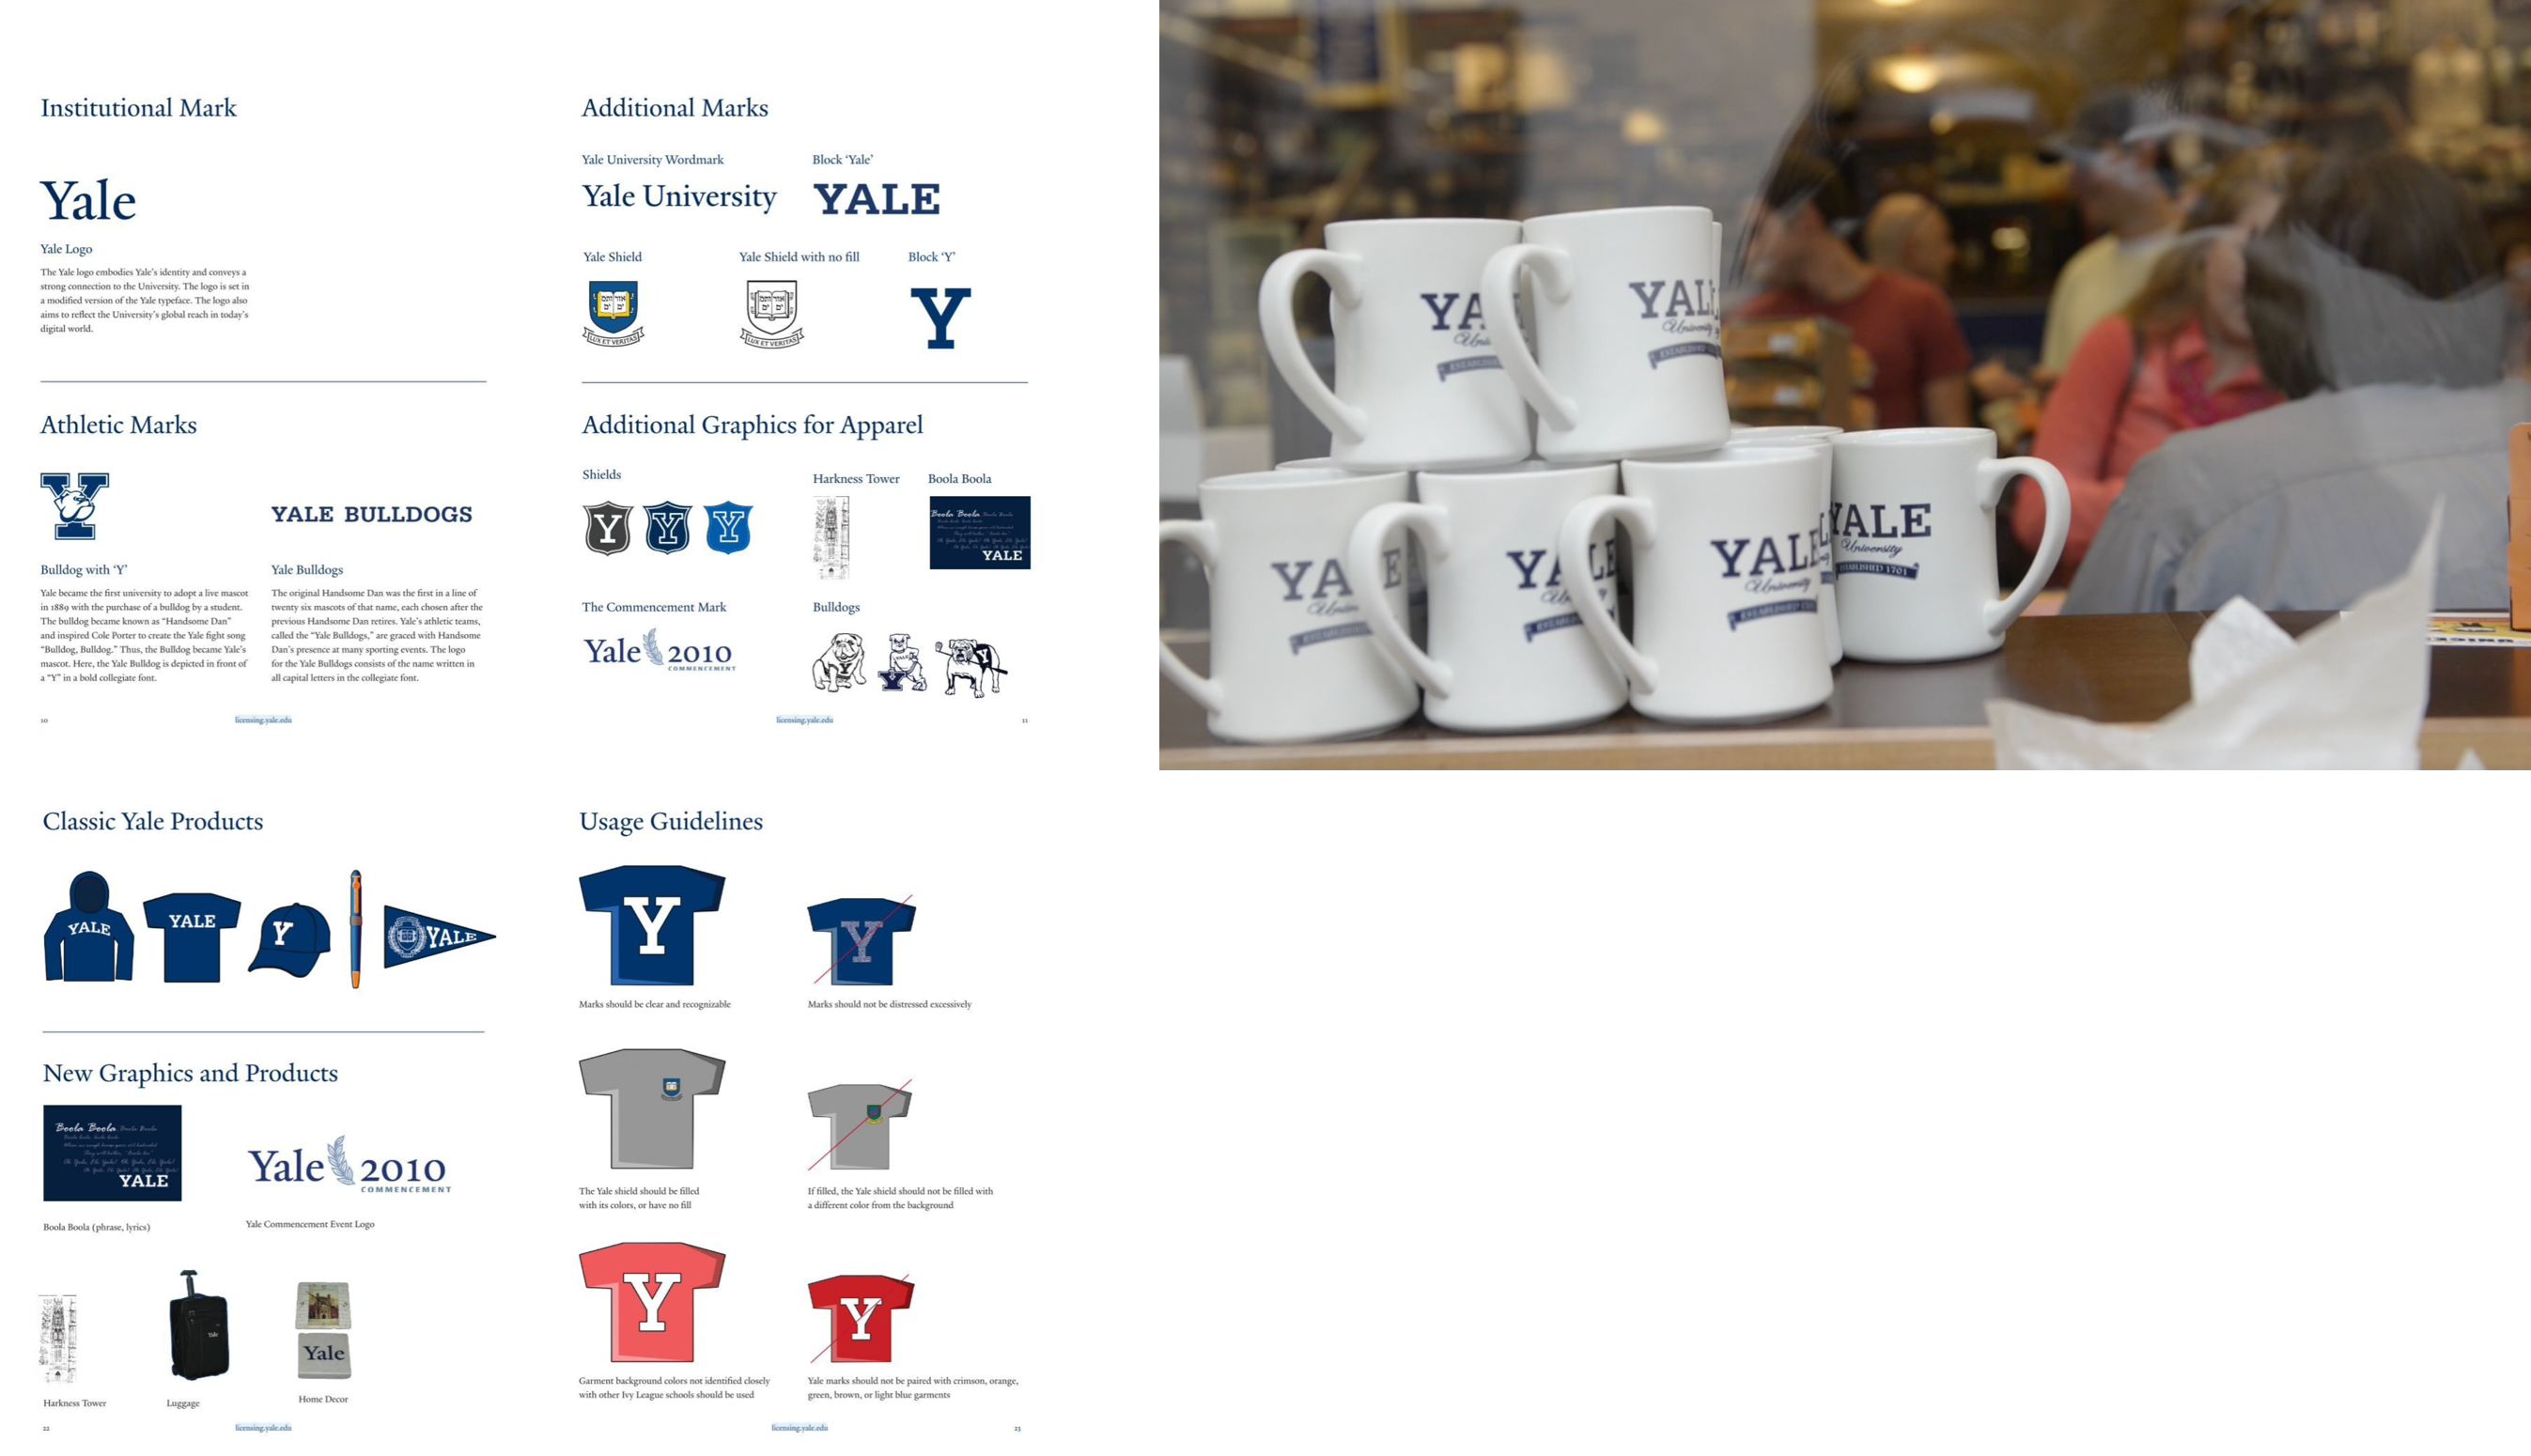 Institutional Mark
Yale
Yale Logo
The Yale logo embodies Yale's identity and conveys a
strong connection to the University. The logo is set in
a modified version of the Yale typeface. The logo also
aims to reflect the University's global reach in today's
digital world.
Athletic Marks
Y
YALE BULLDOGS
Bulldog with 'Y'
Yale became the first university to adopt a live mascot
in 1889 with the purchase of a bulldog by a student.
The bulldog became known as "Handsome Dan"
and inspired Cole Porter to create the Yale fight song
"Bulldog, Bulldog." Thus, the Bulldog became Yale's
mascot. Here, the Yale Bulldog is depicted in front of
a "Y" in a bold collegiate font.
Yale Bulldogs
The original Handsome Dan was the first in a line of
twenty six mascots of that name, each chosen after the
previous Handsome Dan retires. Yale's athletic teams,
called the "Yale Bulldogs," are graced with Handsome
Dan's presence at many sporting events. The logo
for the Yale Bulldogs consists of the name written in
all capital letters in the collegiate font.
10
licensing.yale.edu
Additional Marks
Yale University Wordmark
Block 'Yale'
Yale University
YALE
Yale Shield
Yale Shield with no fill
Block 'Y'
LUX ET VERITAS
LUX ET VERITAS
Y
Additional Graphics for Apparel
Shields
Harkness Tower
Boola Boola
Y
Y
Y
Boola Boola, Boola Boola
YALE
The Commencement Mark
Bulldogs
Yale 2010
COMMENCEMENT
Y
YALE
Y
Y
licensing.yale.edu
11
YA
YALE
University
ESTABLISHED
YA
YALE
YALE
University
YALE
University
ESTABLISHED 1701
Classic Yale Products
YALE
YALE
Y
YALE
New Graphics and Products
Boola Boola, Boola Boola
YALE
Yale 2010
COMMENCEMENT
Boola Boola (phrase, lyrics)
Yale Commencement Event Logo
Yale
Yale
Harkness Tower
Luggage
Home Decor
22
licensing.yale.edu
Usage Guidelines
Y
Y
Marks should be clear and recognizable
Marks should not be distressed excessively
The Yale shield should be filled
with its colors, or have no fill
If filled, the Yale shield should not be filled with
a different color from the background
Y
Y
Garment background colors not identified closely
with other Ivy League schools should be used
Yale marks should not be paired with crimson, orange,
green, brown, or light blue garments
licensing.yale.edu
23